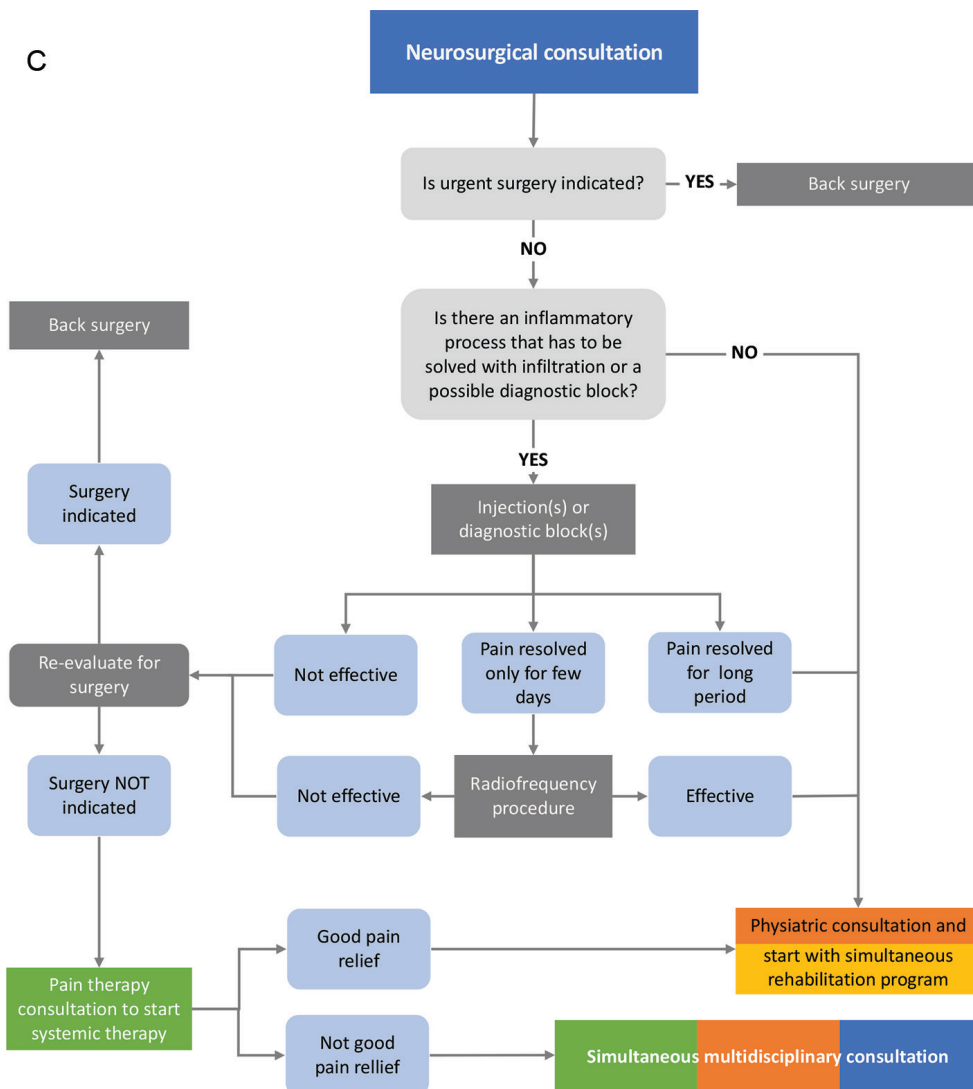 C
Neurosurgical consultation
Is urgent surgery indicated?
YES
Back surgery
NO
Back surgery
Is there an inflammatory
process that has to be
solved with infiltration or a
possible diagnostic block?
NO
YES
Surgery
indicated
Injection(s) or
diagnostic block(s)
Re-evaluate for
surgery
Not effective
Pain resolved
only for few
days
Pain resolved
for long
period
Surgery NOT
indicated
Not effective
Radiofrequency
procedure
Effective
Good pain
relief
Physiatric consultation and
start with simultaneous
rehabilitation program
Pain therapy
consultation to start
systemic therapy
Not good
pain rellief
Simultaneous multidisciplinary consultation